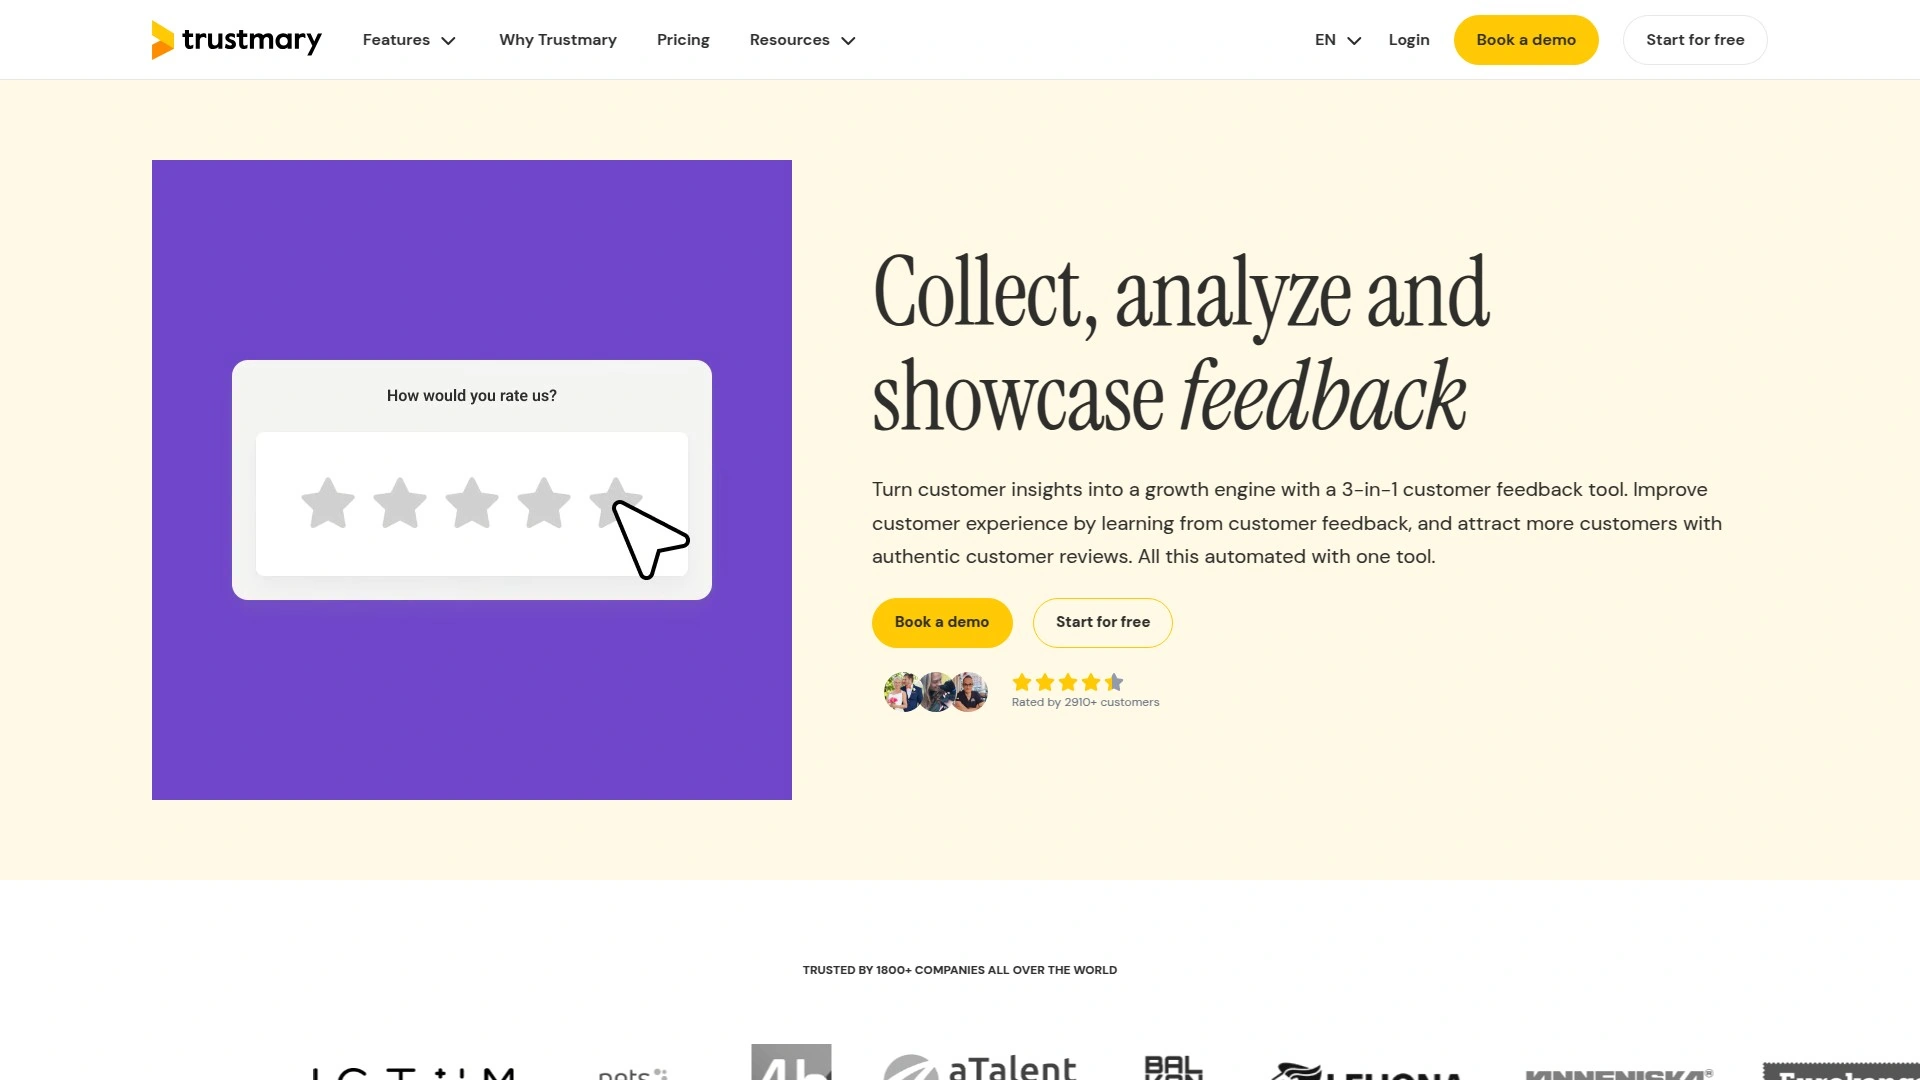 trustmary
Features
Why Trustmary
Pricing
Resources
EN
Login
Book a demo
Start for free
How would you rate us?
Collect, analyze and
showcase feedback
Turn customer insights into a growth engine with a 3-in-1 customer feedback tool. Improve
customer experience by learning from customer feedback, and attract more customers with
authentic customer reviews. All this automated with one tool.
Book a demo
Start for free
Rated by 2910+ customers
TRUSTED BY 1800+ COMPANIES ALL OVER THE WORLD
aTalent
BAL
LEHONA
KINNENISKA®